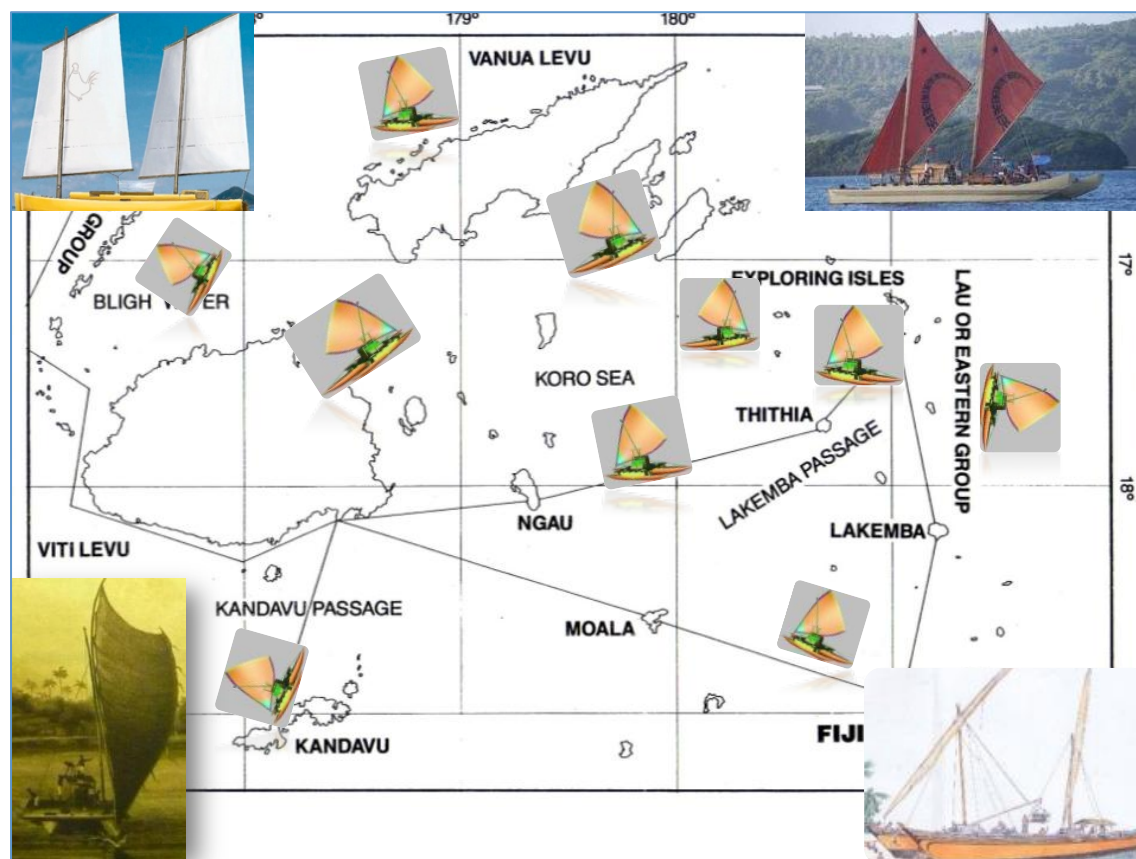 179
180
VANUA LEVU
17
GROUP
BLIGH
EXPLORING ISLES
LAU OR EASTERN GROUP
KORO SEA
THITHIA
LAKEMBA PASSAGE
18
NGAU
LAKEMBA
VITI LEVU
KANDAVU PASSAGE
MOALA
KANDAVU
FIJI